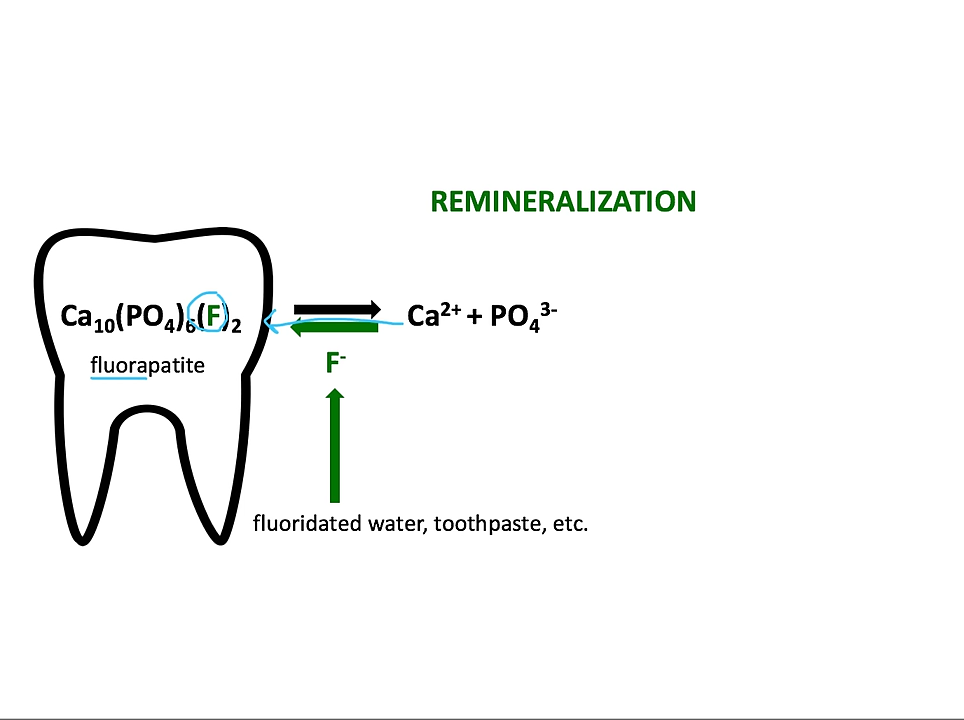 REMINERALIZATION
Ca₁₀(PO₄)₆(F)₂
Ca²⁺ + PO₄³⁻
fluorapatite
F⁻
fluoridated water, toothpaste, etc.